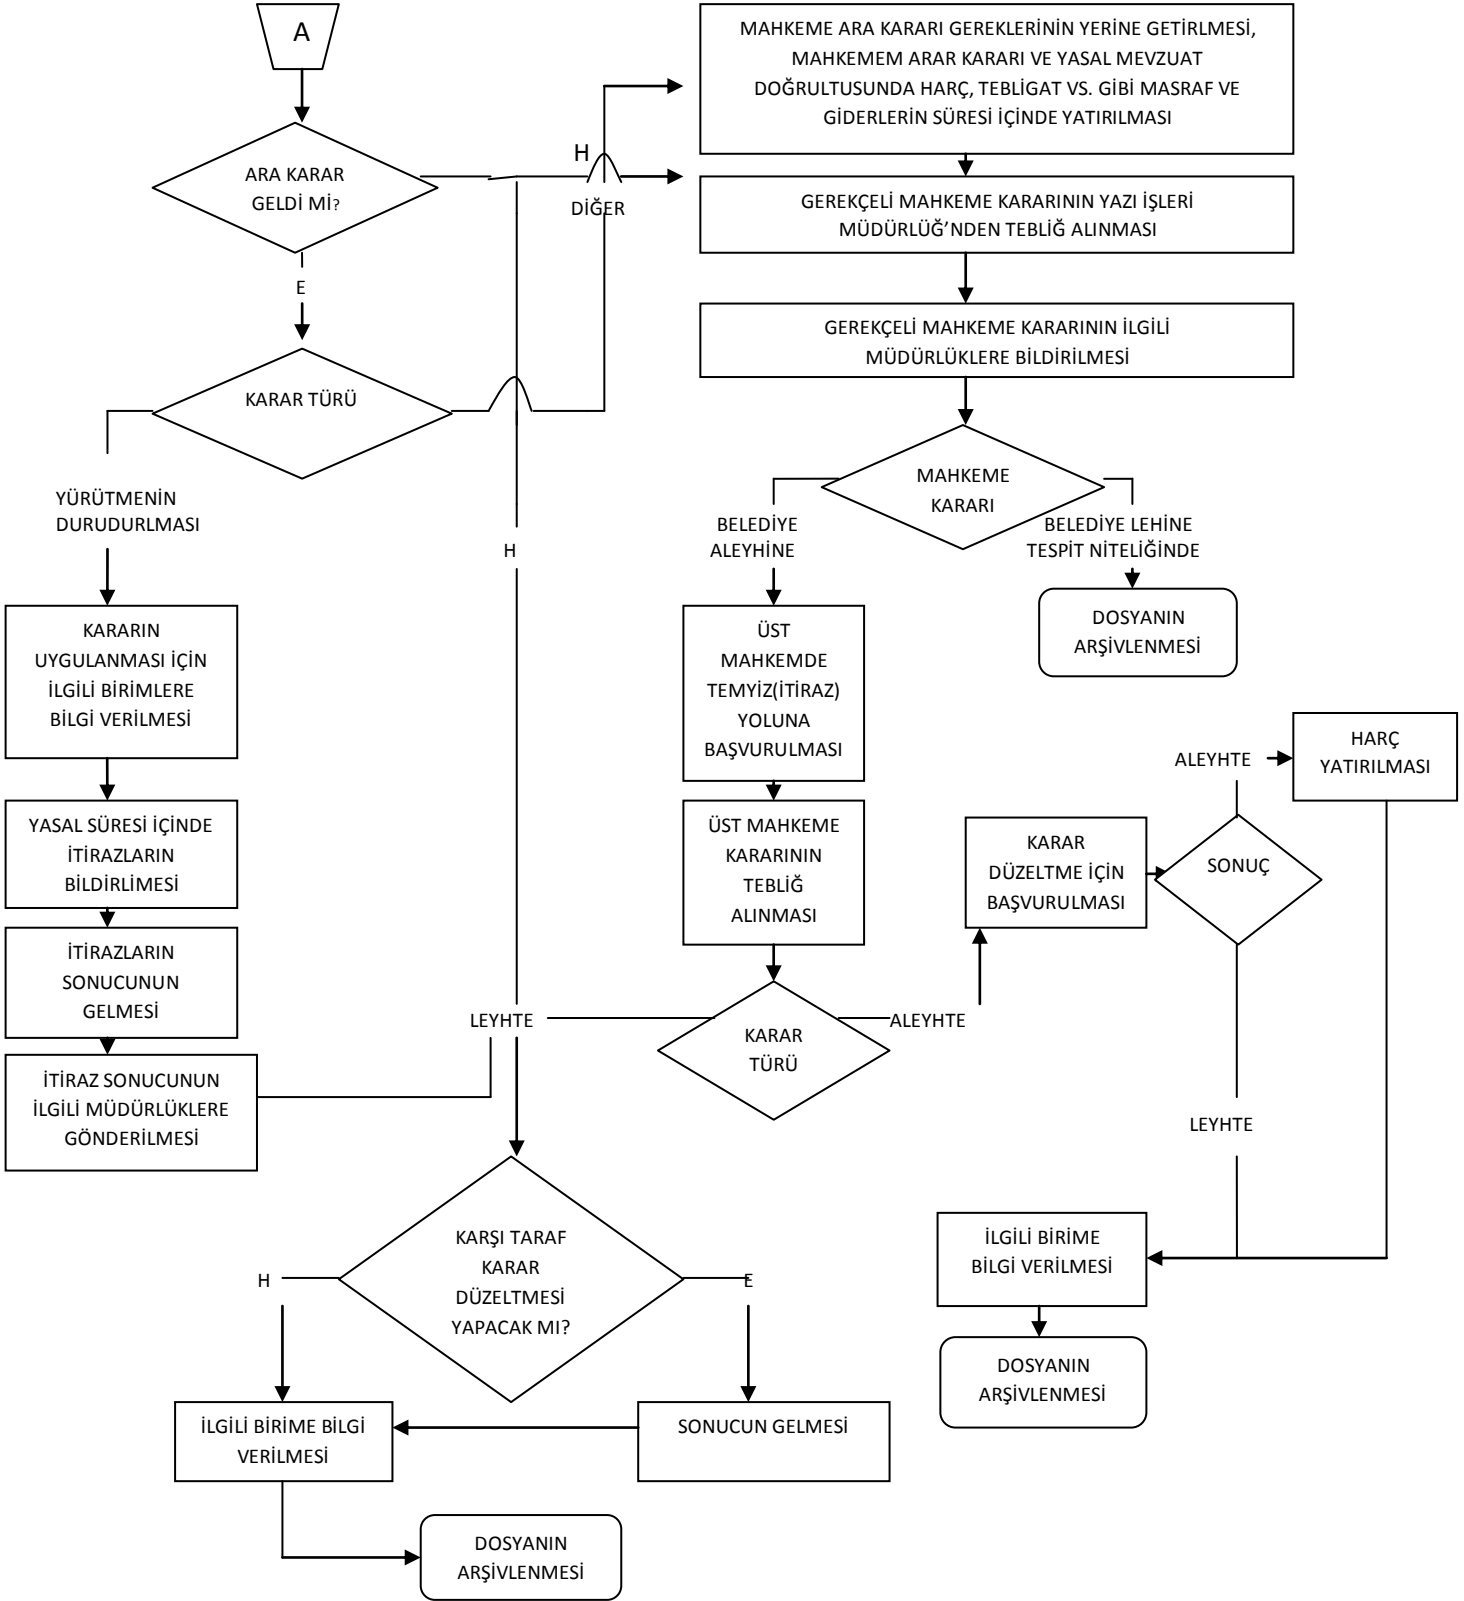 A
MAHKEME ARA KARARI GEREKLERİNİN YERİNE GETİRLMESİ,
MAHKEMEM ARAR KARARI VE YASAL MEVZUAT
DOĞRULTUSUNDA HARÇ, TEBLİGAT VS. GİBİ MASRAF VE
GİDERLERİN SÜRESİ İÇİNDE YATIRILMASI
ARA KARAR
GELDİ Mİ?
H
DİĞER
GEREKÇELİ MAHKEME KARARININ YAZI İŞLERİ
MÜDÜRLÜĞ’NDEN TEBLİĞ ALINMASI
E
GEREKÇELİ MAHKEME KARARININ İLGİLİ
MÜDÜRLÜKLERE BİLDİRİLMESİ
KARAR TÜRÜ
MAHKEME
KARARI
YÜRÜTMENİN
DURUDURLMASI
H
BELEDİYE
ALEYHİNE
BELEDİYE LEHİNE
TESPİT NİTELİĞİNDE
DOSYANIN
ARŞİVLENMESİ
KARARIN
UYGULANMASI İÇİN
İLGİLİ BİRİMLERE
BİLGİ VERİLMESİ
ÜST
MAHKEMDE
TEMYİZ(İTİRAZ)
YOLUNA
BAŞVURULMASI
ALEYHTE
HARÇ
YATIRILMASI
YASAL SÜRESİ İÇİNDE
İTİRAZLARIN
BİLDİRLİMESİ
ÜST MAHKEME
KARARININ
TEBLİĞ
ALINMASI
KARAR
DÜZELTME İÇİN
BAŞVURULMASI
SONUÇ
İTİRAZLARIN
SONUCUNUN
GELMESİ
LEYHTE
KARAR
TÜRÜ
ALEYHTE
İTİRAZ SONUCUNUN
İLGİLİ MÜDÜRLÜKLERE
GÖNDERİLMESİ
LEYHTE
KARŞI TARAF
KARAR
DÜZELTMESİ
YAPACAK MI?
H
E
İLGİLİ BİRİME
BİLGİ VERİLMESİ
DOSYANIN
ARŞİVLENMESİ
İLGİLİ BİRİME BİLGİ
VERİLMESİ
SONUCUN GELMESİ
DOSYANIN
ARŞİVLENMESİ